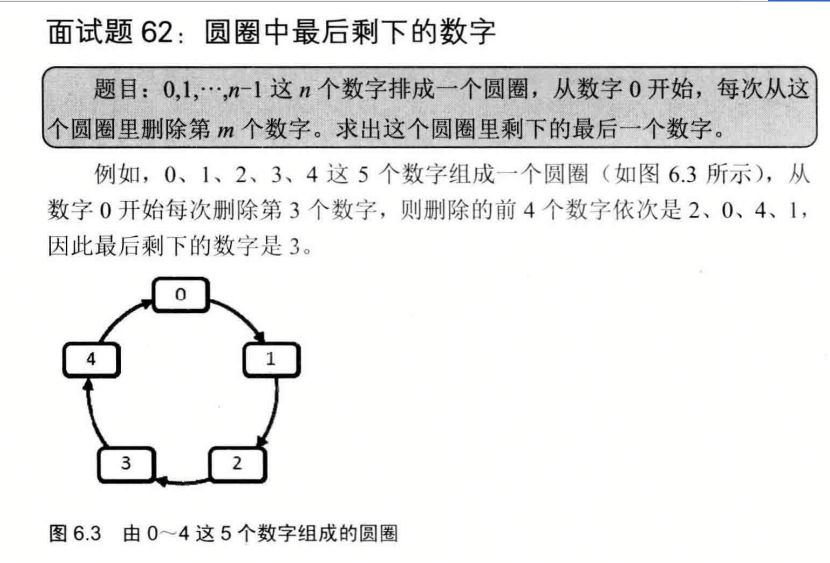 面试题 62：圆圈中最后剩下的数字
题目：0,1,…,n-1 这 n 个数字排成一个圆圈，从数字 0 开始，每次从这
个圆圈里删除第 m 个数字。求出这个圆圈里剩下的最后一个数字。
例如，0、1、2、3、4 这 5 个数字组成一个圆圈（如图 6.3 所示），从
数字 0 开始每次删除第 3 个数字，则删除的前 4 个数字依次是 2、0、4、1，
因此最后剩下的数字是 3。
0
4
1
3
2
图 6.3 由 0～4 这 5 个数字组成的圆圈